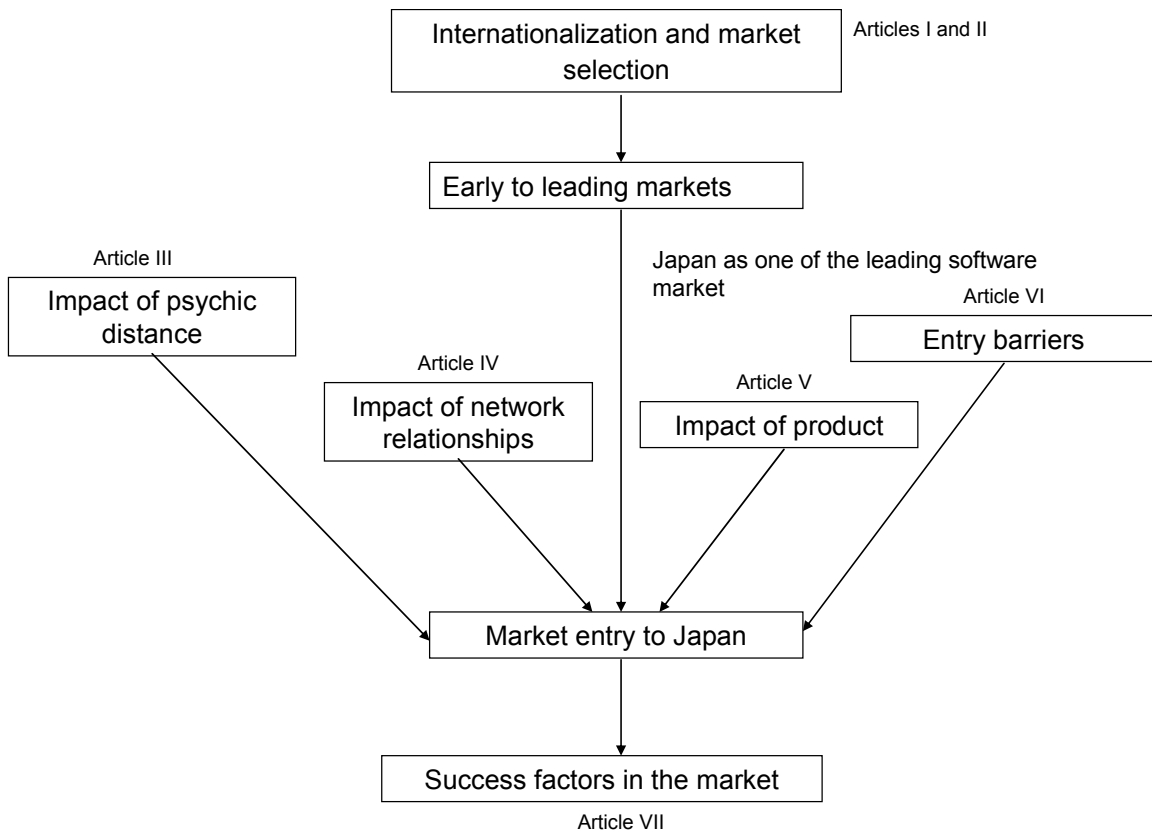 Internationalization and market
selection
Articles I and II
Early to leading markets
Japan as one of the leading software
market
Article III
Impact of psychic
distance
Article IV
Impact of network
relationships
Article V
Impact of product
Article VI
Entry barriers
Market entry to Japan
Success factors in the market
Article VII